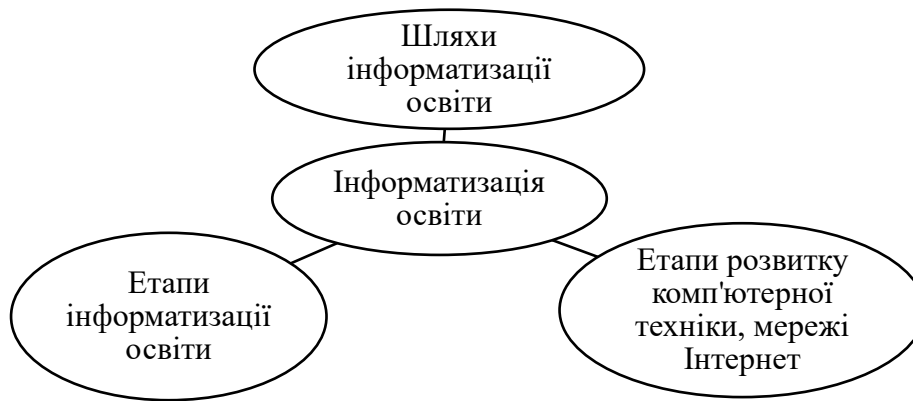 Шляхи
інформатизації
освіти
Інформатизація
освіти
Етапи
інформатизації
освіти
Етапи розвитку
комп'ютерної
техніки, мережі
Інтернет